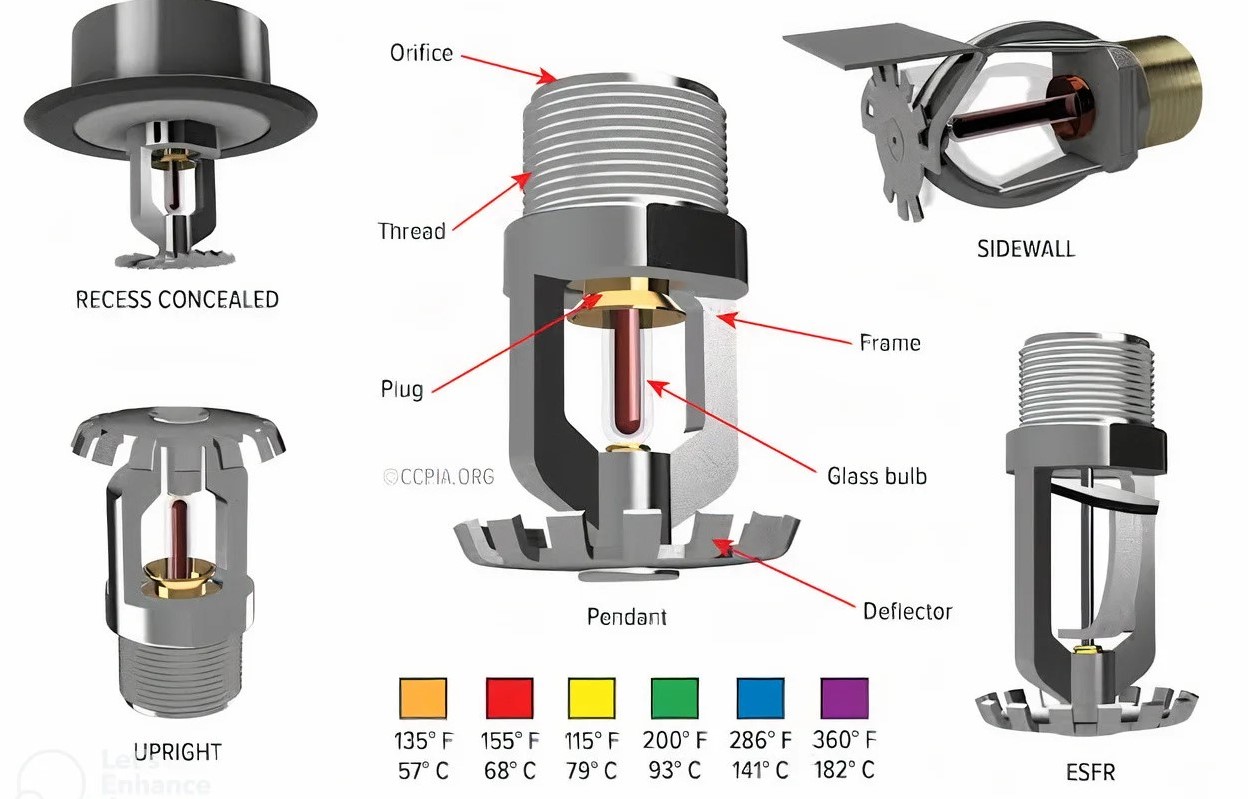 Orifice
Thread
Plug
Frame
Glass bulb
Deflector
©CCPIA.ORG
RECESS CONCEALED
SIDEWALL
Pendant
UPRIGHT
ESFR
135° F
57° C
155° F
68° C
115° F
79° C
200° F
93° C
286° F
141° C
360° F
182° C
Let's
Enhance